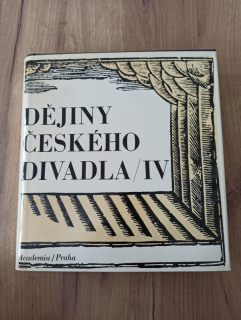 DĚJINY
ČESKÉHO
DIVADLA/IV
Academia/Praha